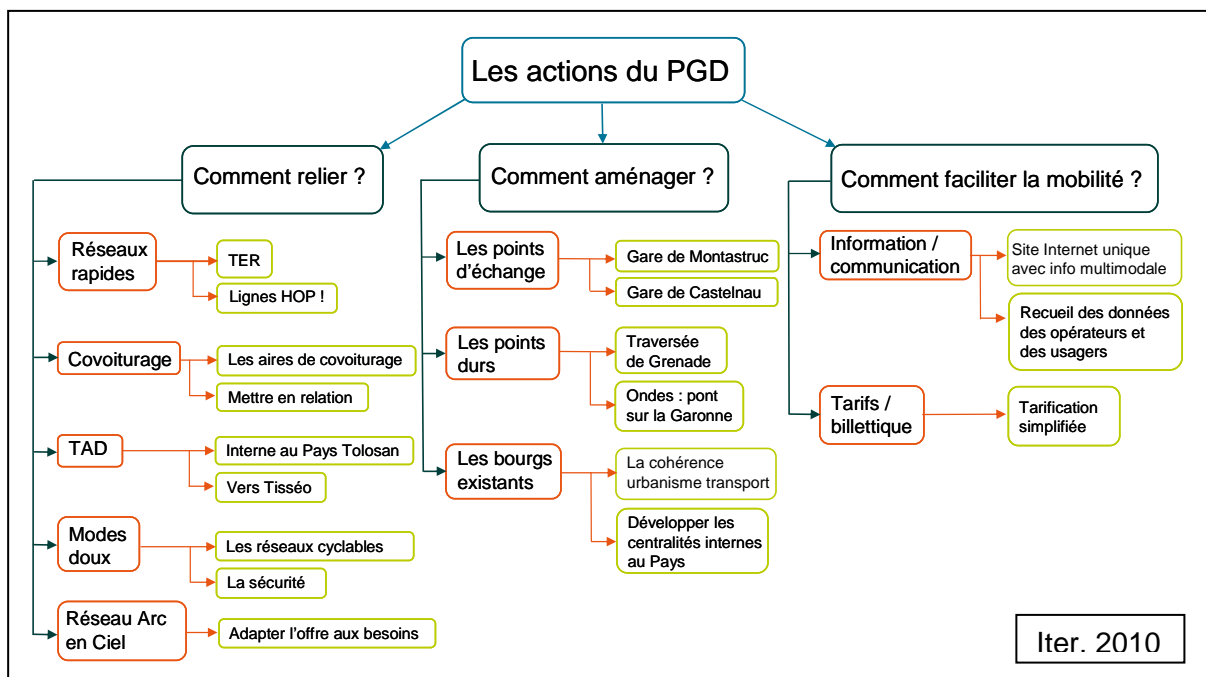 Les actions du PGD
Comment relier ?
Réseaux
rapides
TER
Lignes HOP !
Covoiturage
Les aires de covoiturage
Mettre en relation
TAD
Interne au Pays Tolosan
Vers Tisséo
Modes
doux
Les réseaux cyclables
La sécurité
Réseau Arc
en Ciel
Adapter l’offre aux besoins
Comment aménager ?
Les points
d’échange
Gare de Montastruc
Gare de Castelnau
Les points
durs
Traversée
de Grenade
Ondes : pont
sur la Garonne
Les bourgs
existants
La cohérence
urbanisme transport
Développer les
centralités internes
au Pays
Comment faciliter la mobilité ?
Information /
communication
Site Internet unique
avec info multimodale
Recueil des données
des opérateurs et
des usagers
Tarifs /
billettique
Tarification
simplifiée
Iter. 2010